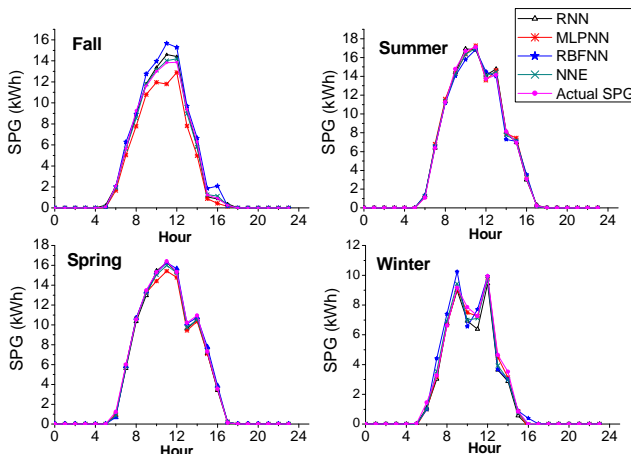 RNN
MLPNN
RBFNN
NNE
Actual SPG
Fall
SPG (kWh)
16
14
12
10
8
6
4
2
0
0 4 8 12 16 20 24
Hour
Summer
SPG (kWh)
18
16
14
12
10
8
6
4
2
0
0 4 8 12 16 20 24
Hour
Spring
SPG (kWh)
18
16
14
12
10
8
6
4
2
0
0 4 8 12 16 20 24
Hour
Winter
SPG (kWh)
12
10
8
6
4
2
0
0 4 8 12 16 20 24
Hour